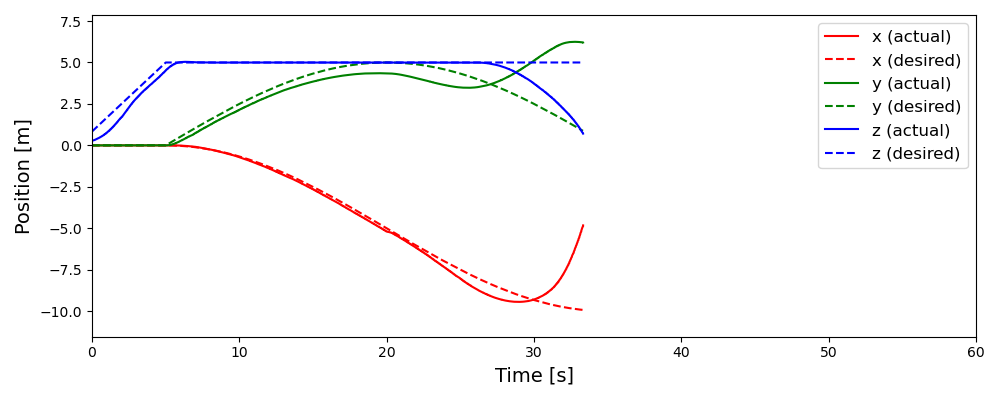 7.5
5.0
2.5
0.0
−2.5
−5.0
−7.5
−10.0
Position [m]
0
10
20
30
40
50
60
Time [s]
x (actual)
x (desired)
y (actual)
y (desired)
z (actual)
z (desired)